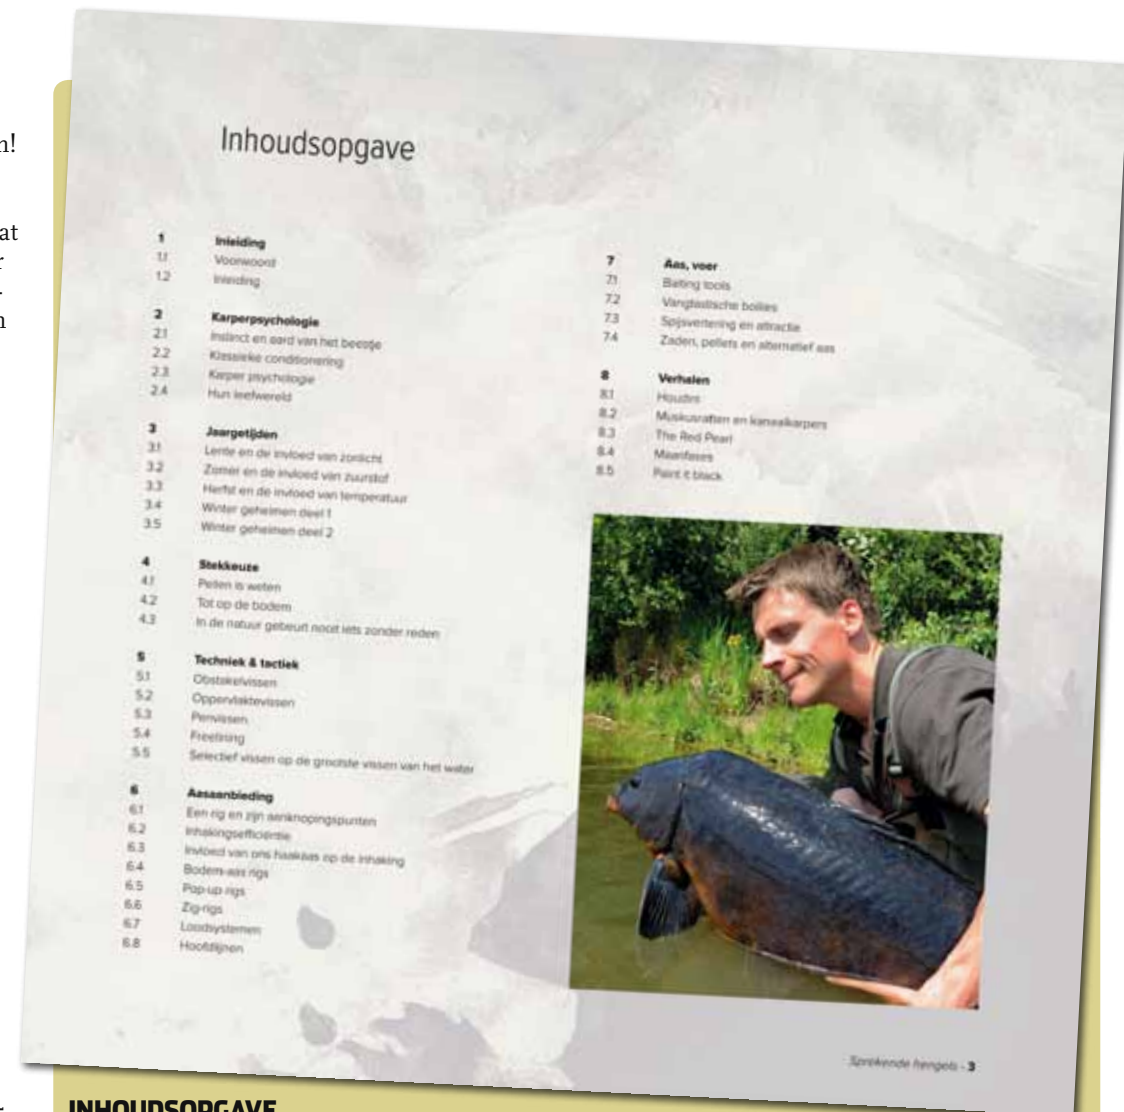 n!
at
r
-
n
Inhoudsopgave
1 Inleiding
1.1 Voorwoord
1.2 Inleiding
2 Karperpsychologie
2.1 Instinct en aard van het beestje
2.2 Klassieke conditionering
2.3 Karper psychologie
2.4 Hun leefwereld
3 Jaargetijden
3.1 Lente en de invloed van zonlicht
3.2 Zomer en de invloed van zuurstof
3.3 Herfst en de invloed van temperatuur
3.4 Winter geheimen deel 1
3.5 Winter geheimen deel 2
4 Stekkeuze
4.1 Peilen is weten
4.2 Tot op de bodem
4.3 In de natuur gebeurt nooit iets zonder reden
5 Techniek & tactiek
5.1 Obstakelvissen
5.2 Oppervlaktevissen
5.3 Penvissen
5.4 Freelining
5.5 Selectief vissen op de grootste vissen van het water
6 Aasaanbieding
6.1 Een rig en zijn aanknopingspunten
6.2 Inhakingsefficiëntie
6.3 Invloed van ons haakaas op de inhaking
6.4 Bodem-aas rigs
6.5 Pop-up rigs
6.6 Zig-rigs
6.7 Loodsystemen
6.8 Hoofdlijnen
7 Aas, voer
7.1 Baiting tools
7.2 Vangtastische boilies
7.3 Spijsvertering en attractie
7.4 Zaden, pellets en alternatief aas
8 Verhalen
8.1 Houdini
8.2 Muskusratten en kanaalkarpers
8.3 The Red Pearl
8.4 Maanfases
8.5 Paint it black
Sprekende hengels - 3
INHOUDSOPGAVE